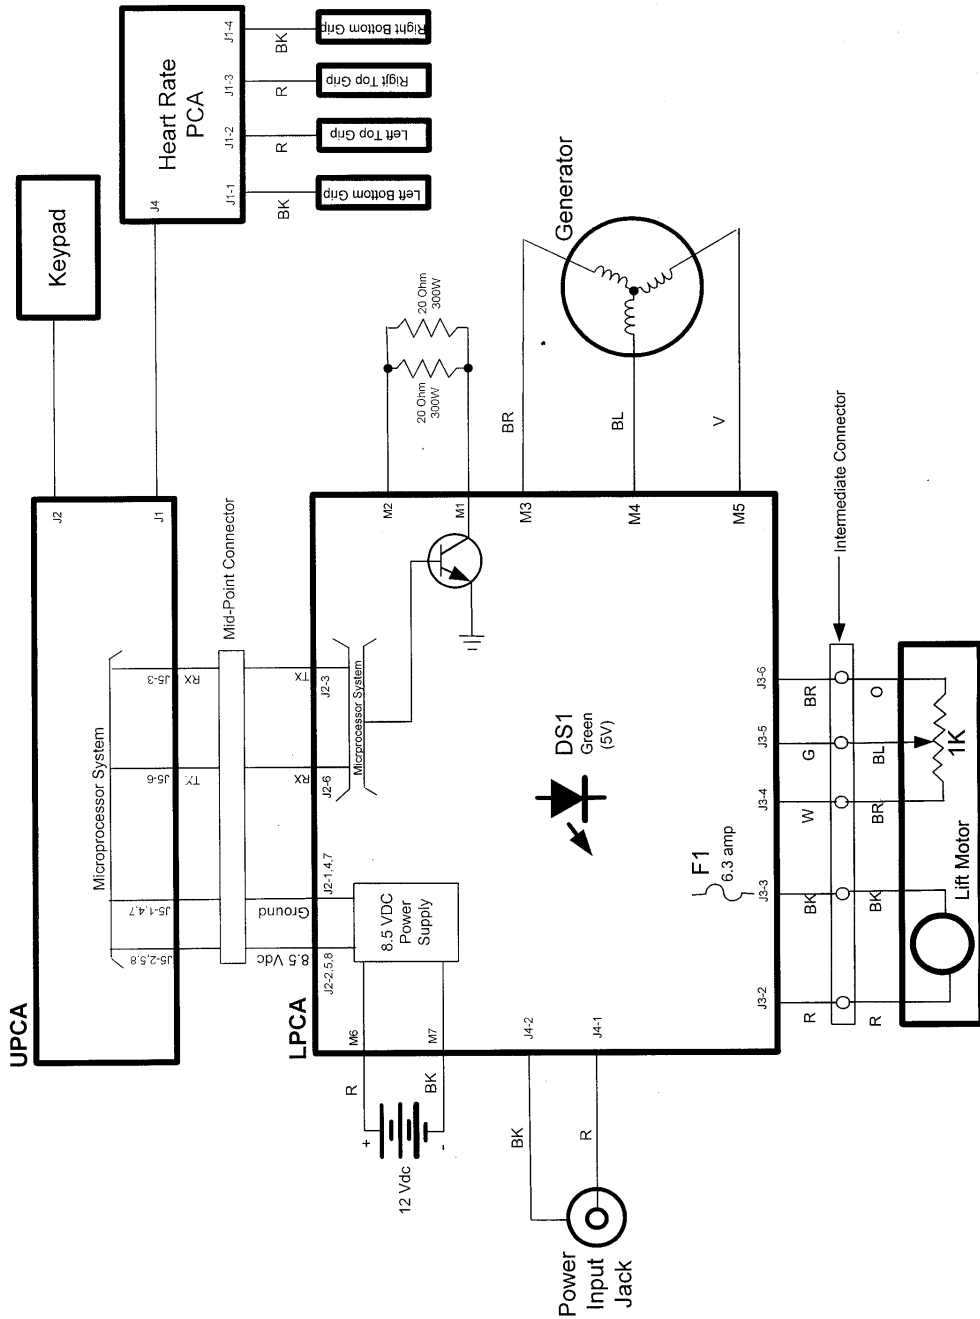 UPCA
Microprocessor System
J2
J1
J5-2,5,8
J5-1,4,7
J5-6
J5-3
TX
RX
Keypad
Heart Rate
PCA
J4
J1-1
J1-2
J1-3
J1-4
BK
R
R
BK
Left Bottom Grip
Left Top Grip
Rigjt Top Grip
Right Bottom Grip
Mid-Point Connector
8.5 Vdc
Ground
RX
TX
LPCA
J2-2,5,8
J2-1,4,7
J2-6
J2-3
8.5 VDC
Power
Supply
Micrprocessor System
M6
M7
R
BK
+
-
12 Vdc
M2
M1
20 Ohm
300W
20 Ohm
300W
J4-2
J4-1
BK
R
Power
Input
Jack
DS1
Green
(5V)
F1
6.3 amp
M3
M4
M5
BR
BL
V
Generator
J3-2
J3-3
J3-4
J3-5
J3-6
R
BK
W
G
BR
Intermediate Connector
R
BK
BR
BL
O
1K
Lift Motor